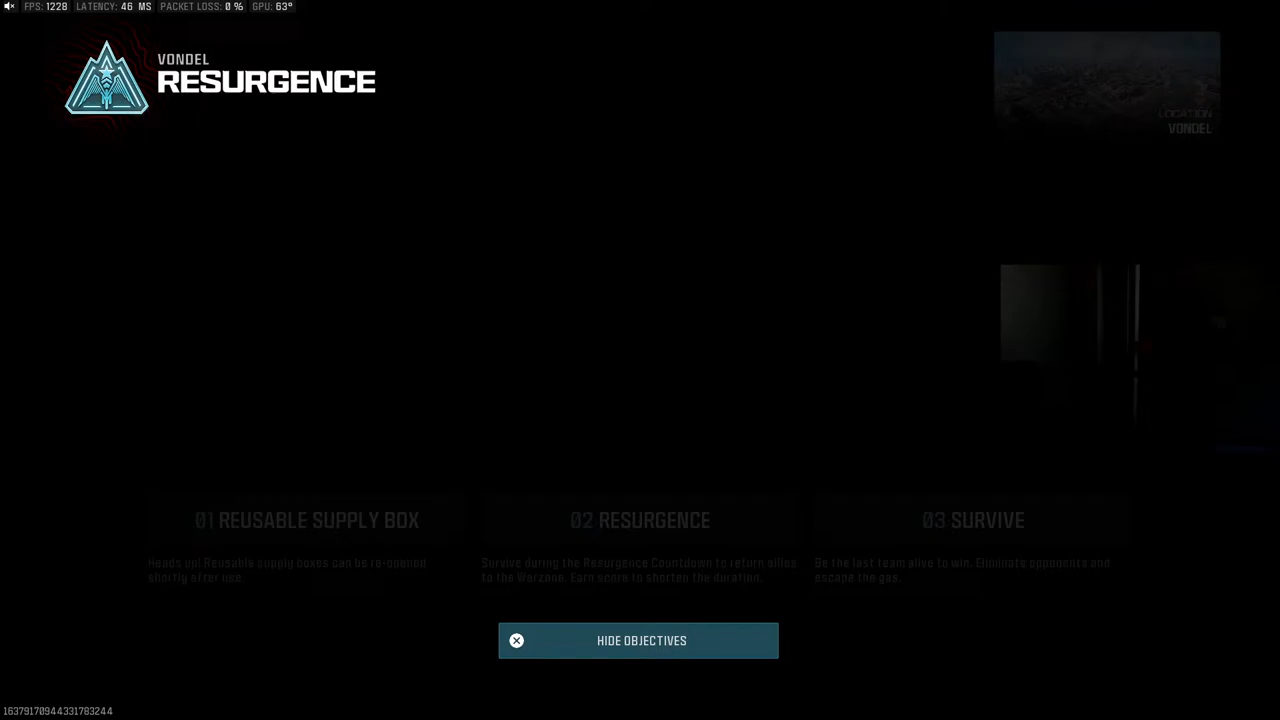 FPS: 1228 LATENCY: 46 MS PACKET LOSS: 0 % GPU: 63°
VONDEL
RESURGENCE
LOCATION
VONDEL
01 REUSABLE SUPPLY BOX
Heads up! Reusable supply boxes can be re-opened
shortly after use.
02 RESURGENCE
Survive during the Resurgence Countdown to return allies
to the Warzone. Earn score to shorten the duration.
03 SURVIVE
Be the last team alive to win. Eliminate opponents and
escape the gas.
HIDE OBJECTIVES
16379170944331783244